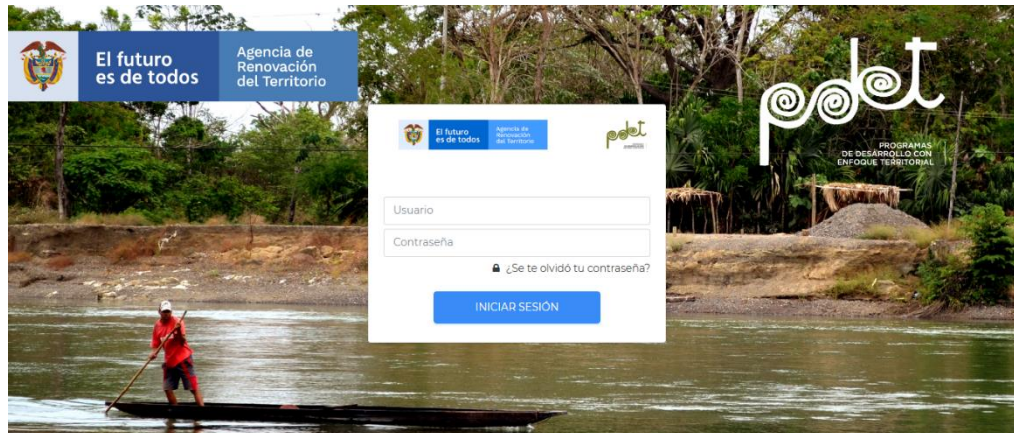 El futuro
es de todos
Agencia de
Renovación
del Territorio
pdet
PROGRAMAS
DE DESARROLLO CON
ENFOQUE TERRITORIAL
El futuro
es de todos
Agencia de
Renovación
del Territorio
pdet
Usuario
Contraseña
¿Se te olvidó tu contraseña?
INICIAR SESIÓN